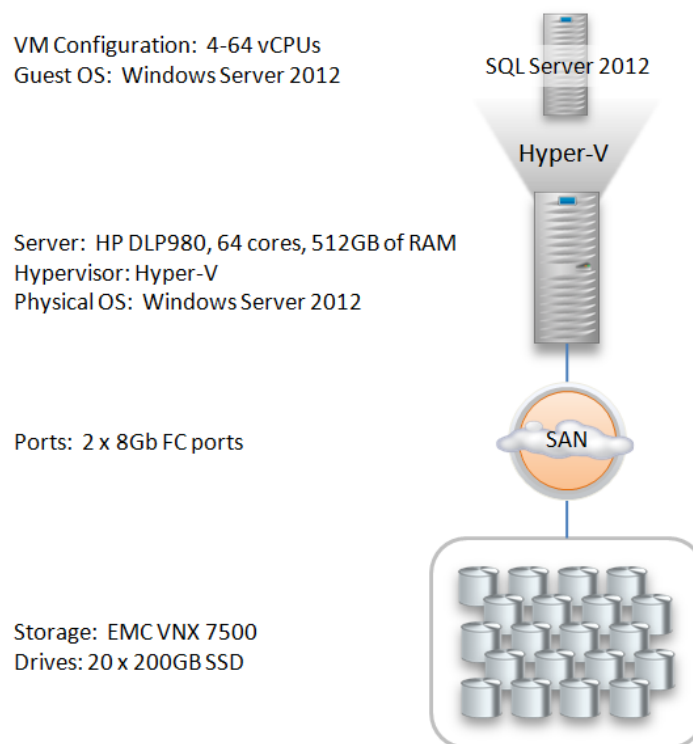 VM Configuration: 4-64 vCPUs
Guest OS: Windows Server 2012
SQL Server 2012
Hyper-V
Server: HP DLP980, 64 cores, 512GB of RAM
Hypervisor: Hyper-V
Physical OS: Windows Server 2012
Ports: 2 x 8Gb FC ports
SAN
Storage: EMC VNX 7500
Drives: 20 x 200GB SSD